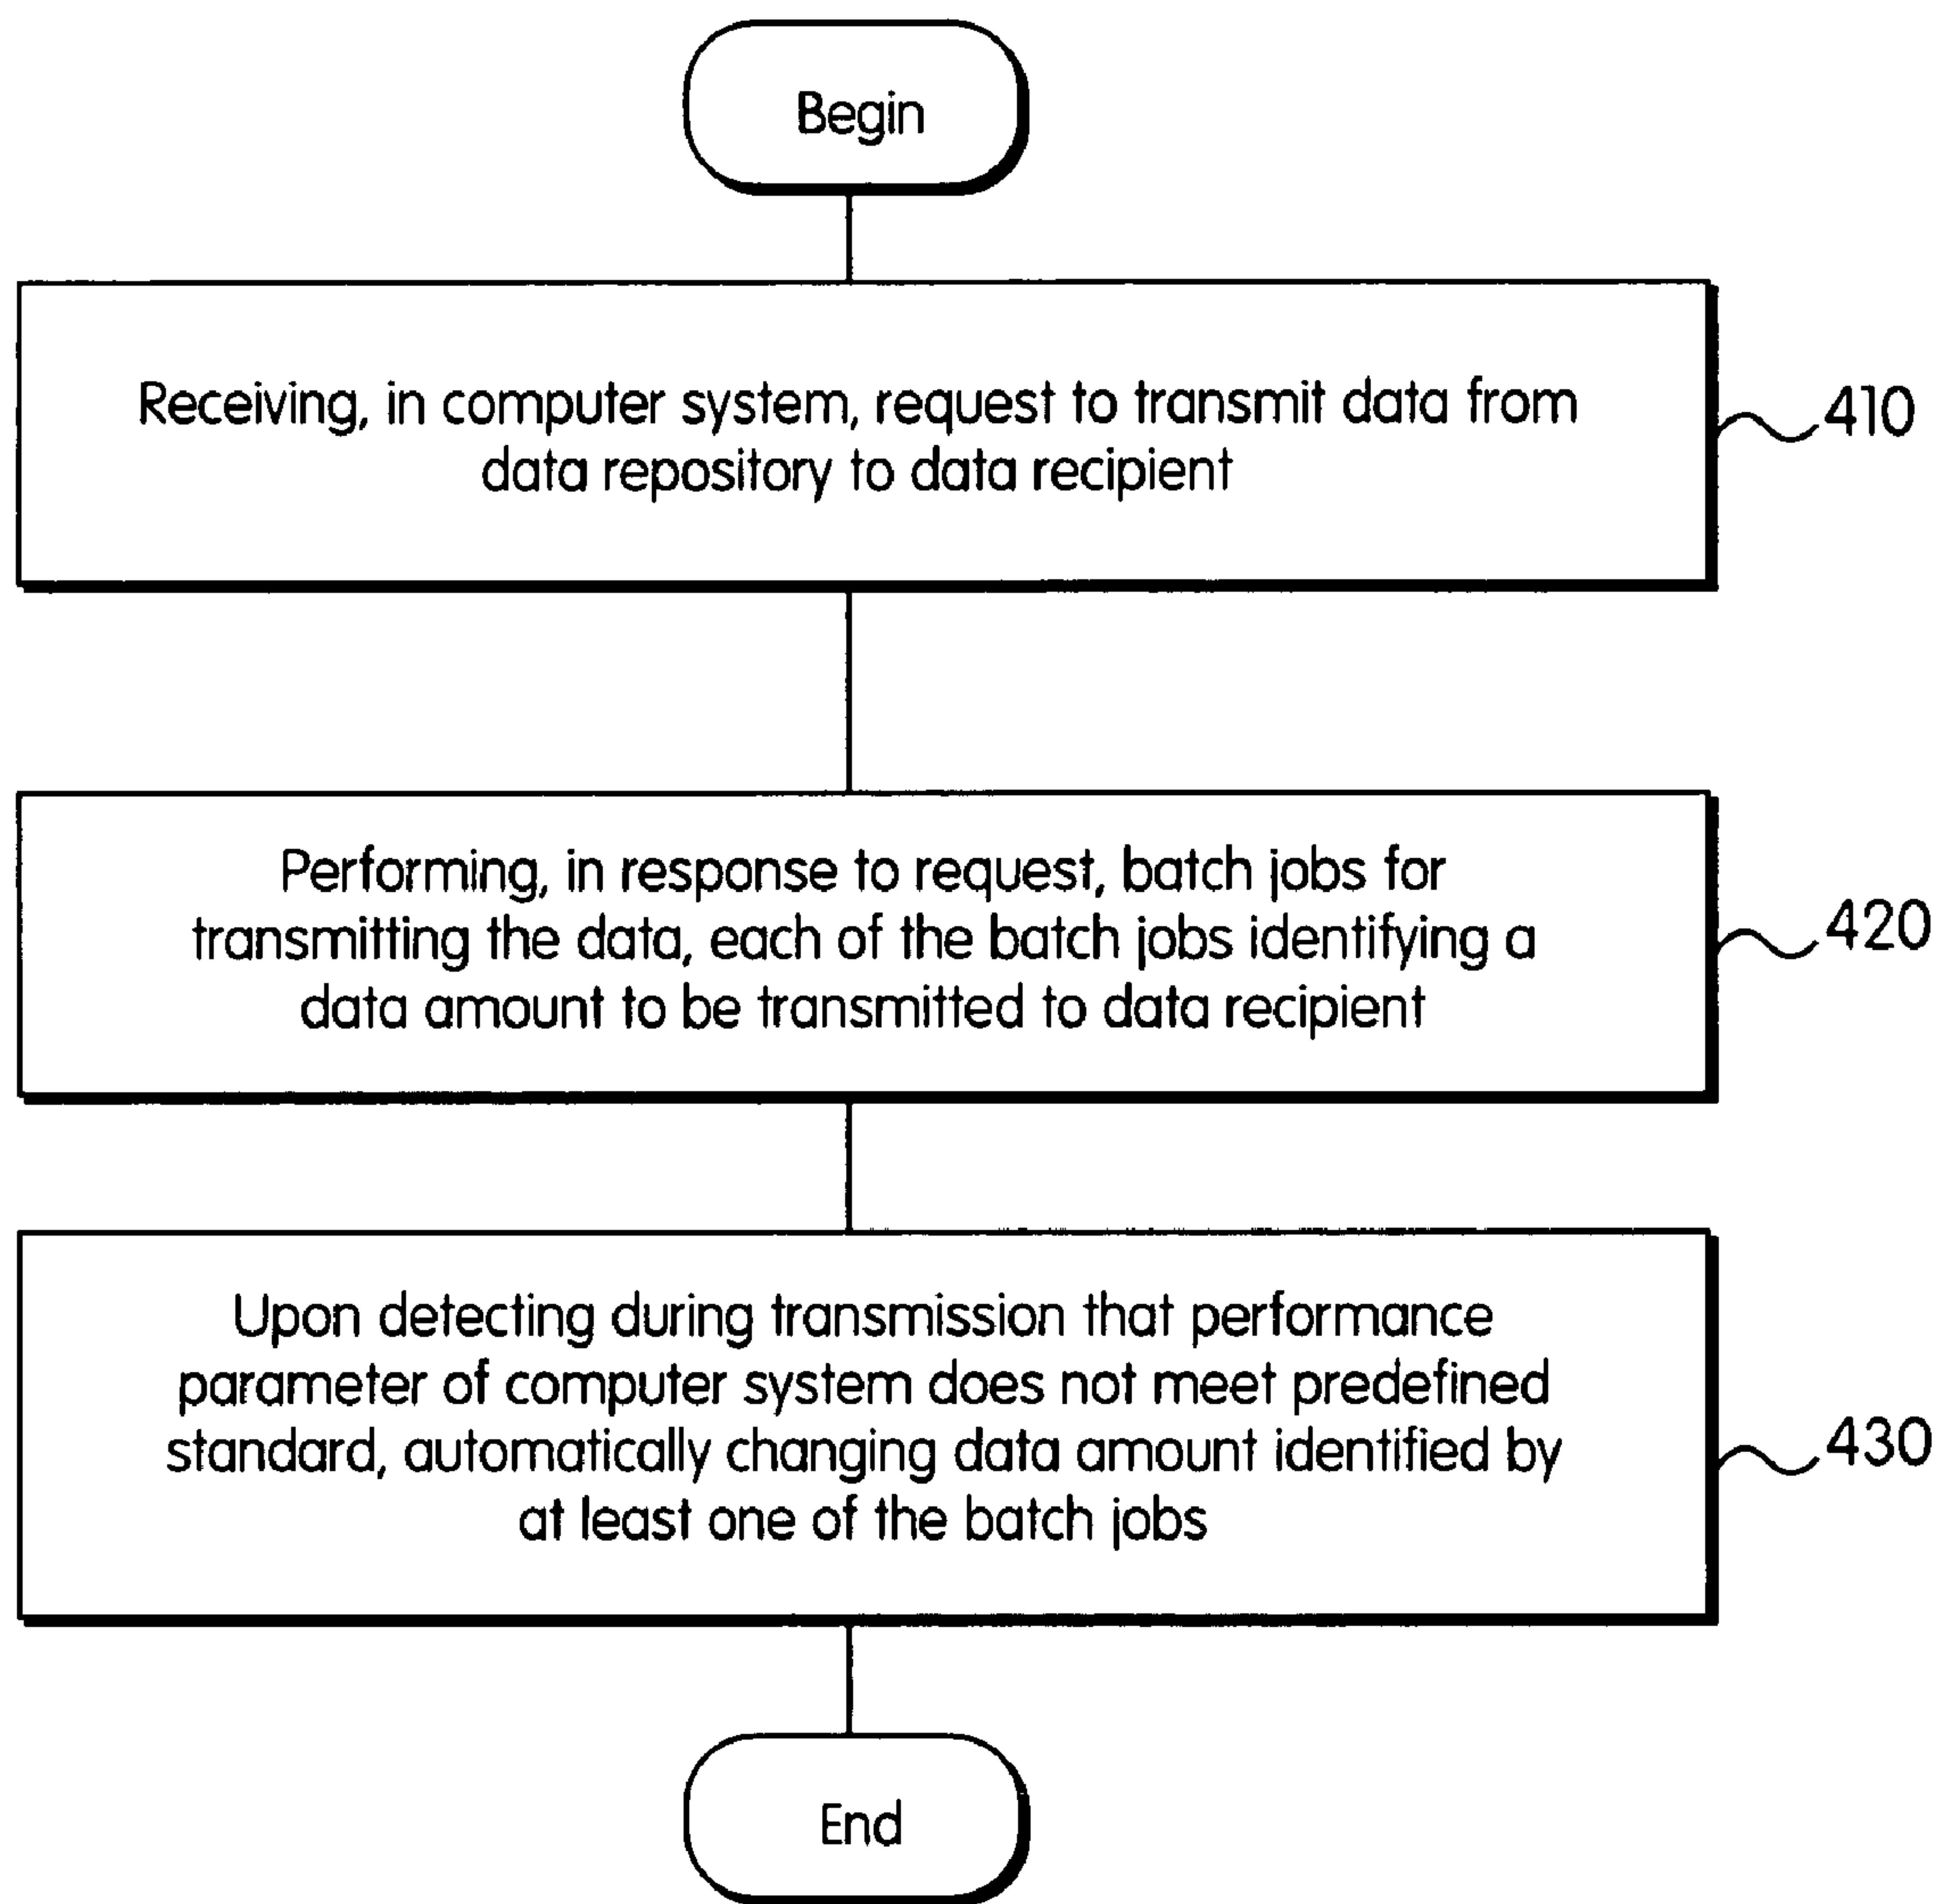 Begin
Receiving, in computer system, request to transmit data from
data repository to data recipient
410
Performing, in response to request, batch jobs for
transmitting the data, each of the batch jobs identifying a
data amount to be transmitted to data recipient
420
Upon detecting during transmission that performance
parameter of computer system does not meet predefined
standard, automatically changing data amount identified by
at least one of the batch jobs
430
End